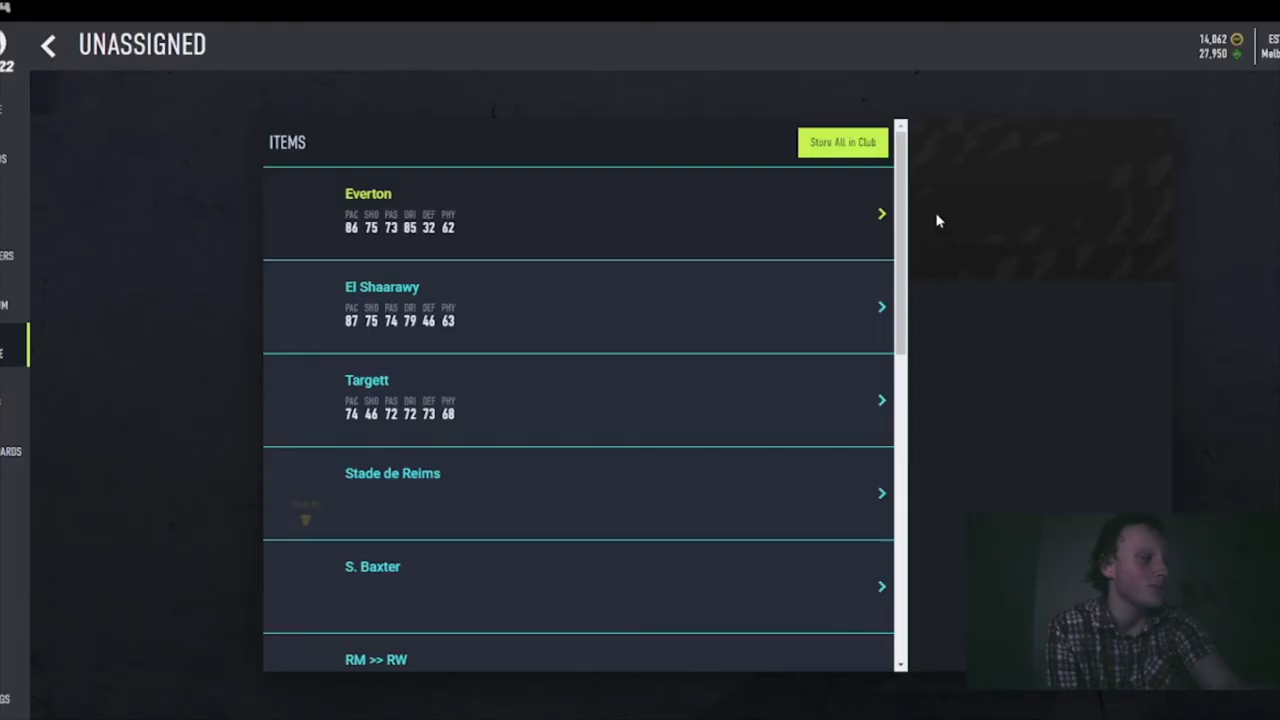 UNASSIGNED
14,062
27,950
22
ITEMS
Store All in Club
Everton
PAC SHO PAS DRI DEF PHY
86 75 73 85 32 62
El Shaarawy
PAC SHO PAS DRI DEF PHY
87 75 74 79 46 63
Targett
PAC SHO PAS DRI DEF PHY
74 46 72 72 73 68
Stade de Reims
S. Baxter
RM >> RW